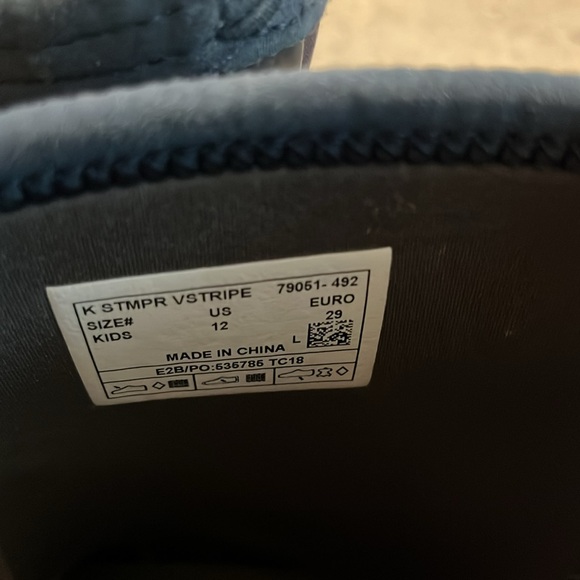 K STMPR VSTRIPE 79051- 492
SIZE# US EURO
KIDS 12 29
L
MADE IN CHINA
E2B/PO:535785 TC18